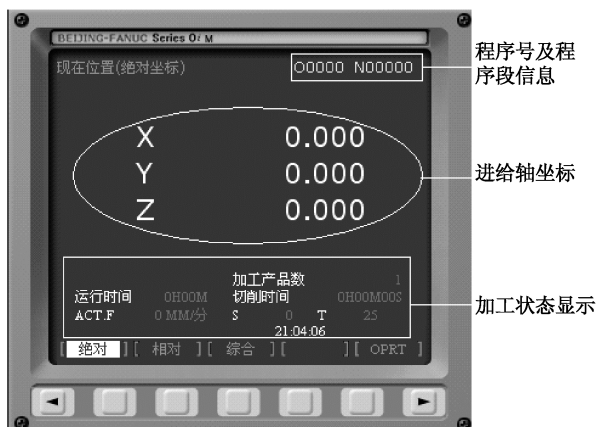 BEIJING-FANUC Series 0i M
现在位置(绝对坐标) O0000 N00000
程序号及程
序段信息
X 0.000
Y 0.000
Z 0.000
进给轴坐标
加工产品数 1
运行时间 0H00M 切削时间 0H00M00S
ACT.F 0 MM/分 S 0 T 25
21:04:06
加工状态显示
[ 绝对 ] [ 相对 ] [ 综合 ] [ ] [ OPRT ]